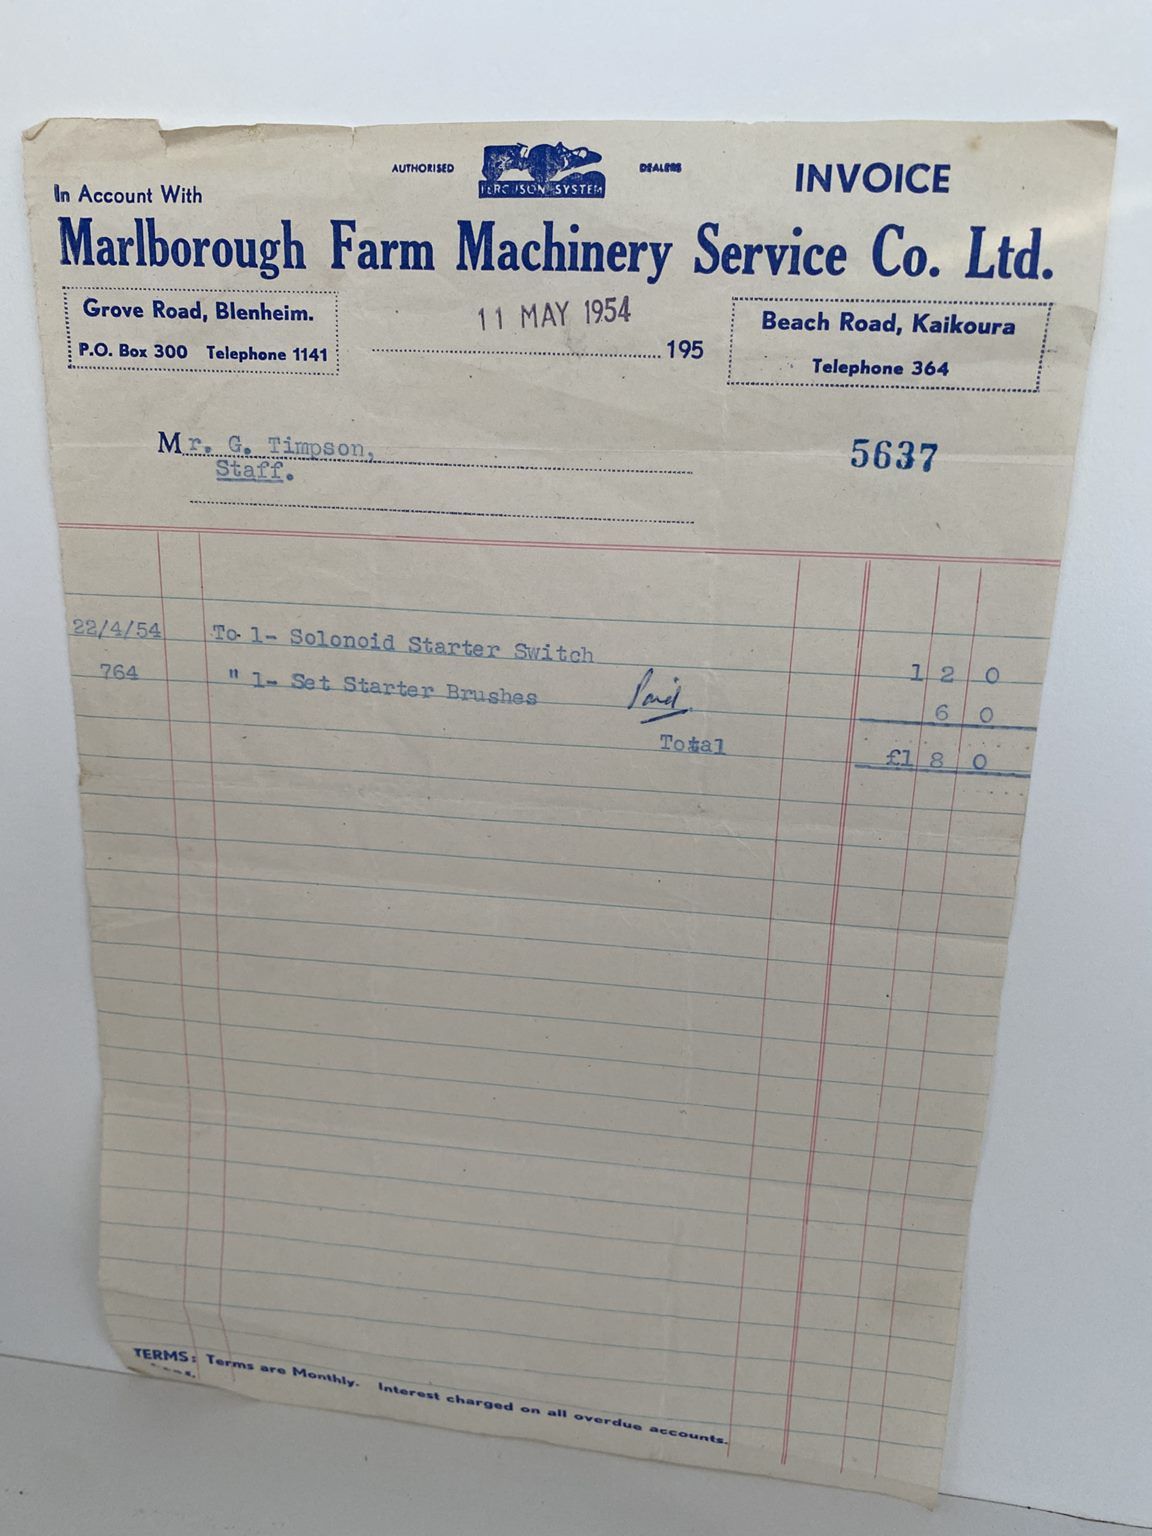 AUTHORISED FERGUSON SYSTEM DEALERS
INVOICE
In Account With
Marlborough Farm Machinery Service Co. Ltd.
Grove Road, Blenheim.
P.O. Box 300 Telephone 1141
11 MAY 1954
195
Beach Road, Kaikoura
Telephone 364
Mr. G. Timpson,
Staff.
5637
22/4/54 To 1- Solonoid Starter Switch 1 2 0
764 " 1- Set Starter Brushes 6 0
Paid
Total £1 8 0
TERMS: Terms are Monthly. Interest charged on all overdue accounts.